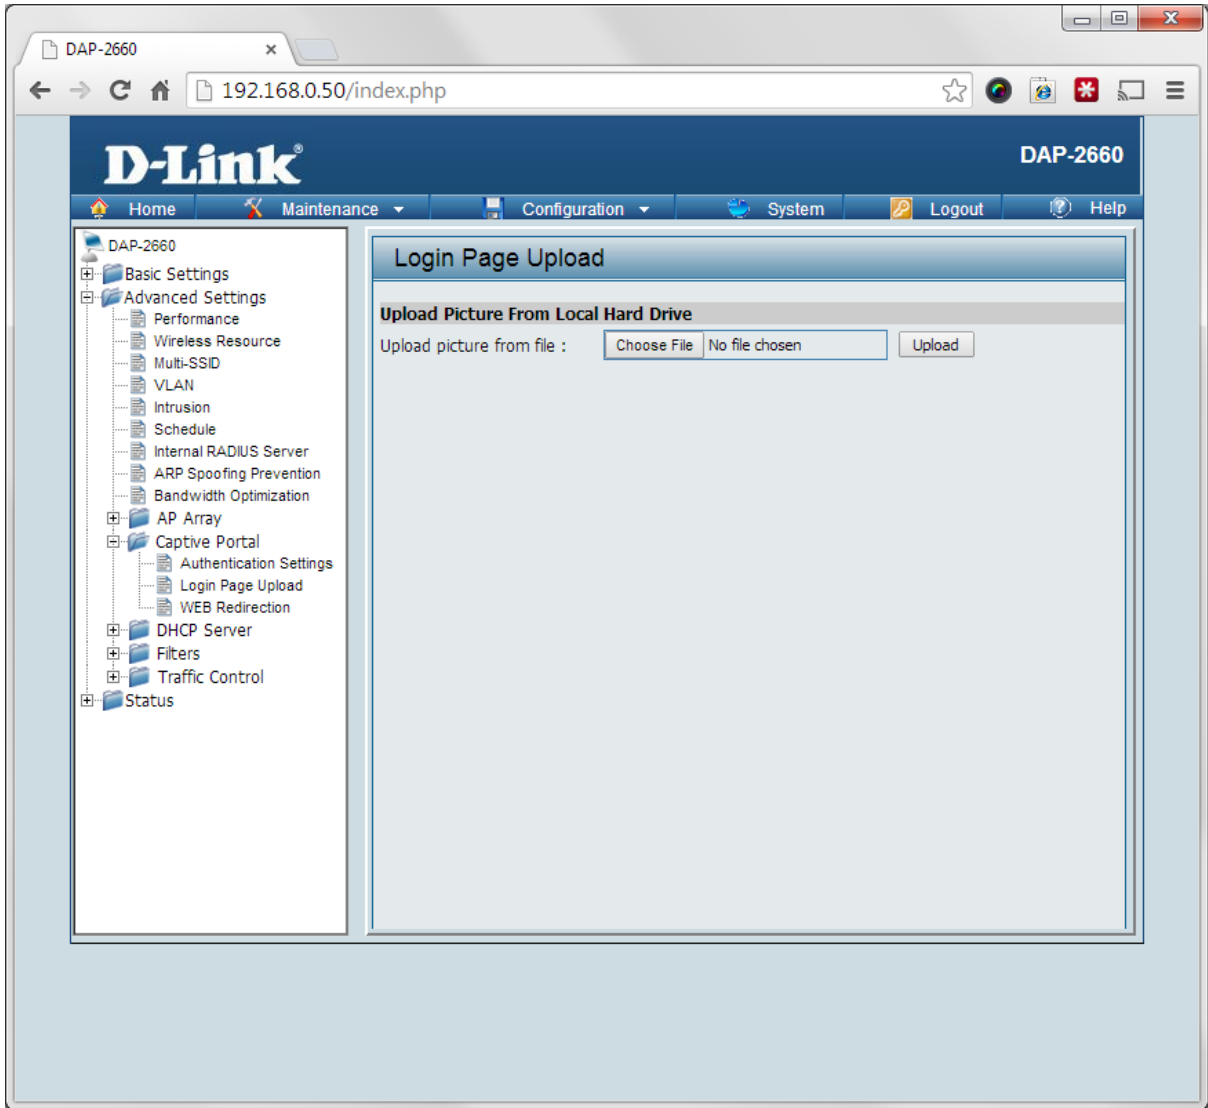 DAP-2660
192.168.0.50/index.php
D-Link®
DAP-2660
Home Maintenance Configuration System Logout Help
DAP-2660
Basic Settings
Advanced Settings
Performance
Wireless Resource
Multi-SSID
VLAN
Intrusion
Schedule
Internal RADIUS Server
ARP Spoofing Prevention
Bandwidth Optimization
AP Array
Captive Portal
Authentication Settings
Login Page Upload
WEB Redirection
DHCP Server
Filters
Traffic Control
Status
Login Page Upload
Upload Picture From Local Hard Drive
Upload picture from file : Choose File No file chosen Upload